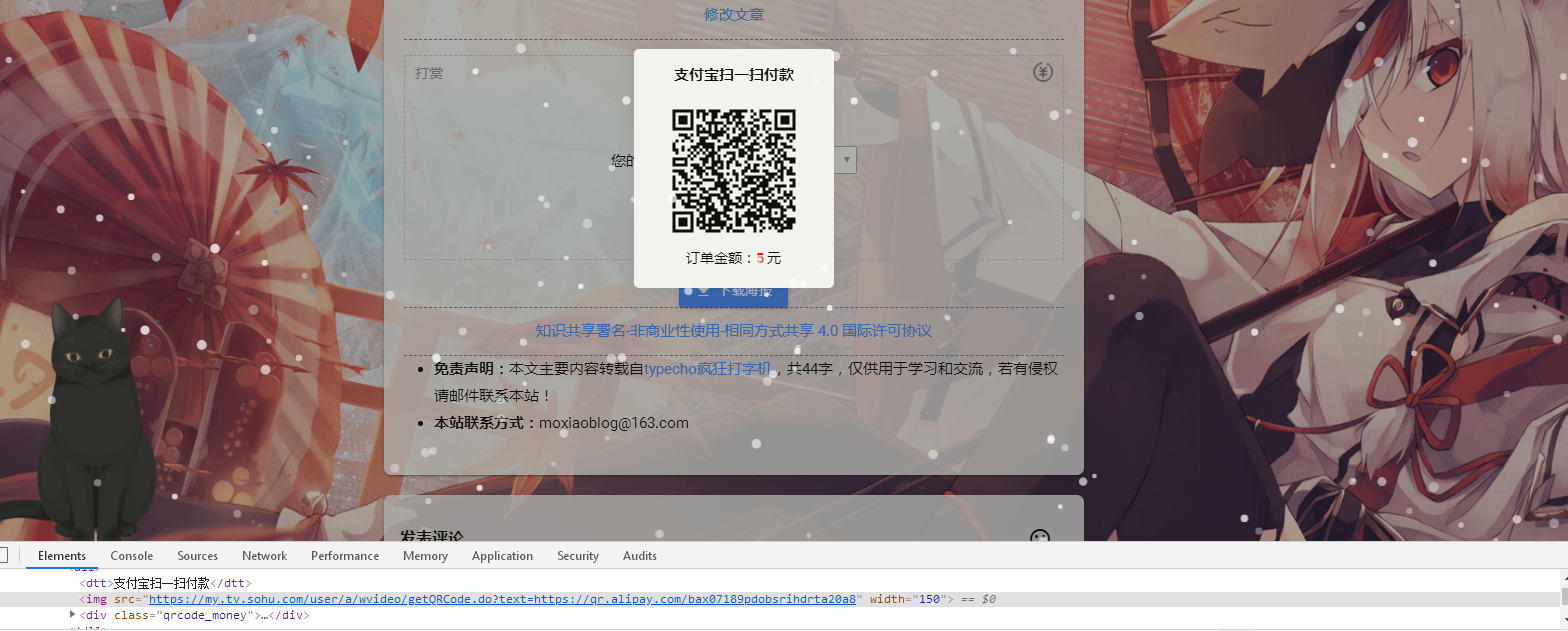 修改文章
打赏
支付宝扫一扫付款
您的
订单金额：5元
下载海报
知识共享署名-非商业性使用-相同方式共享 4.0 国际许可协议
免责声明：本文主要内容转载自typecho疯狂打字机，共44字，仅供用于学习和交流，若有侵权
请邮件联系本站！
本站联系方式：moxiaoblog@163.com
发表评论
Elements Console Sources Network Performance Memory Application Security Audits
<dtt>支付宝扫一扫付款</dtt>
<img src="https://my.tv.sohu.com/user/a/wvideo/getQRCode.do?text=https://qr.alipay.com/bax07189pdobsrihdrta20a8" width="150"> == $0
<div class="qrcode_money">…</div>